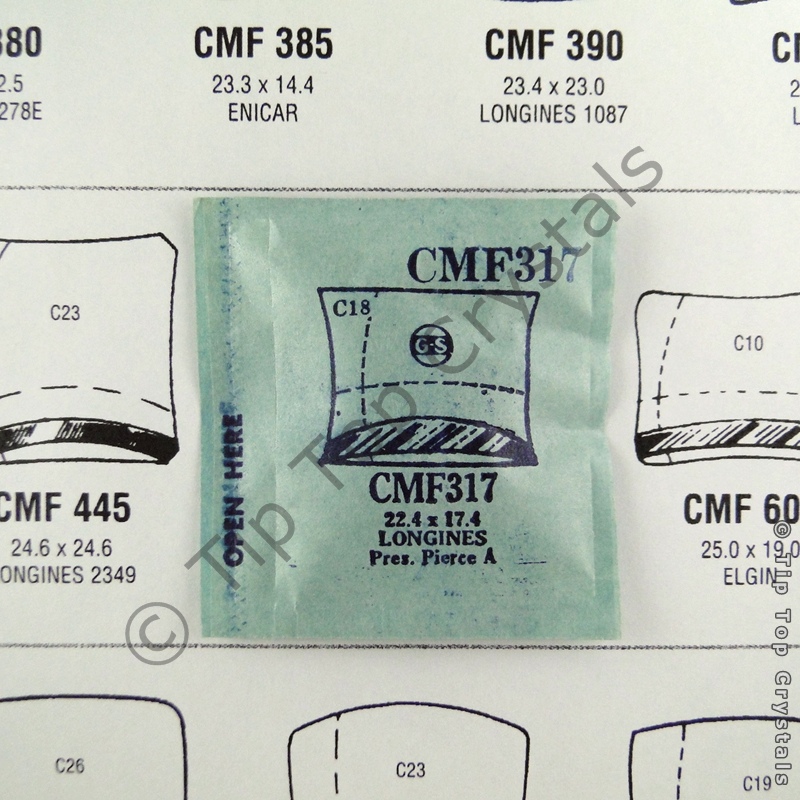 380
CMF 385
CMF 390
2.5
23.3 x 14.4
23.4 x 23.0
278E
ENICAR
LONGINES 1087
CMF317
C23
C18
G-S
C10
OPEN HERE
CMF317
22.4 x 17.4
LONGINES
Pres. Pierce A
CMF 445
24.6 x 24.6
ONGINES 2349
CMF 60
25.0 x 19.0
ELGIN
C26
C23
C19
© Tip Top Crystals
© Tip Top Crystals